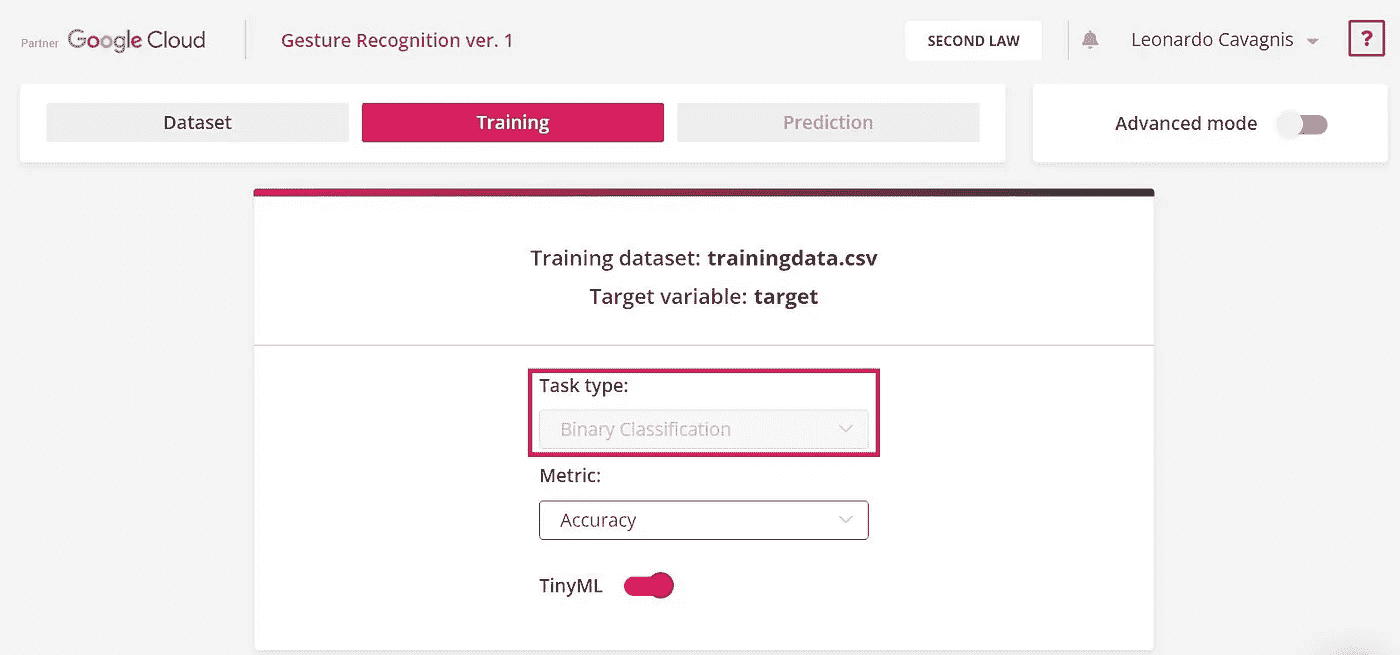 Partner Google Cloud
Gesture Recognition ver. 1
SECOND LAW
Leonardo Cavagnis
?
Dataset
Training
Prediction
Advanced mode
Training dataset: trainingdata.csv
Target variable: target
Task type:
Binary Classification
Metric:
Accuracy
TinyML